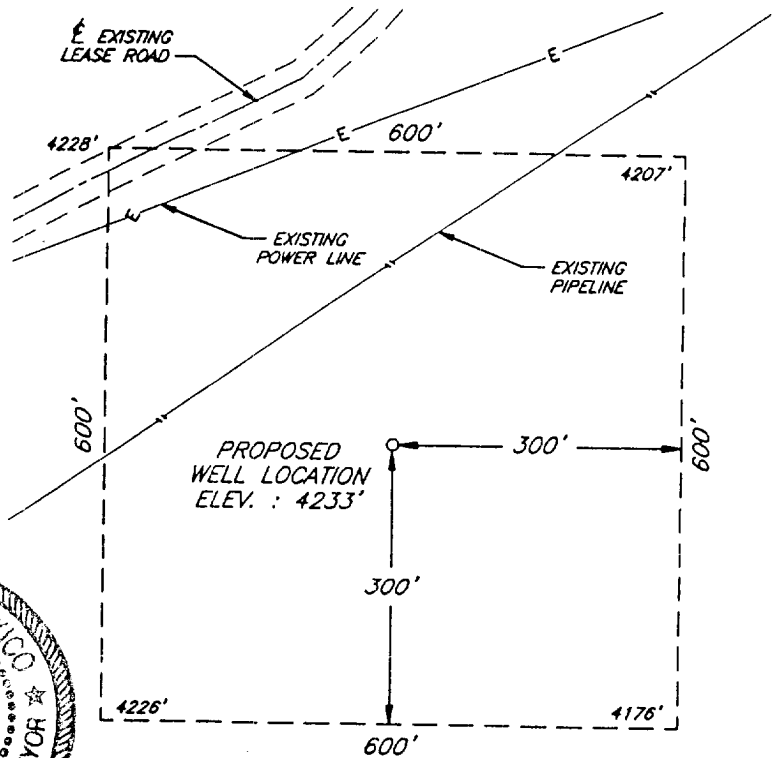 ℄ EXISTING
LEASE ROAD
4228'
E
600'
E
4207'
E
EXISTING
POWER LINE
EXISTING
PIPELINE
600'
PROPOSED
WELL LOCATION
ELEV. : 4233'
300'
600'
300'
4226'
4176'
600'